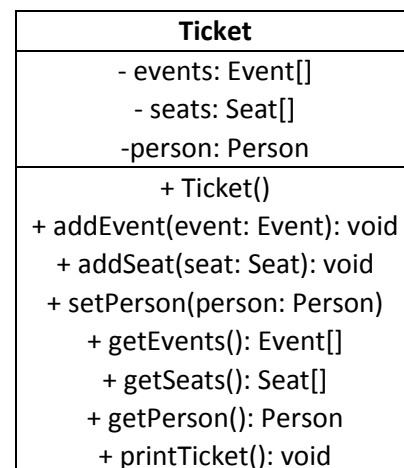 Ticket
- events: Event[]
- seats: Seat[]
-person: Person
+ Ticket()
+ addEvent(event: Event): void
+ addSeat(seat: Seat): void
+ setPerson(person: Person)
+ getEvents(): Event[]
+ getSeats(): Seat[]
+ getPerson(): Person
+ printTicket(): void